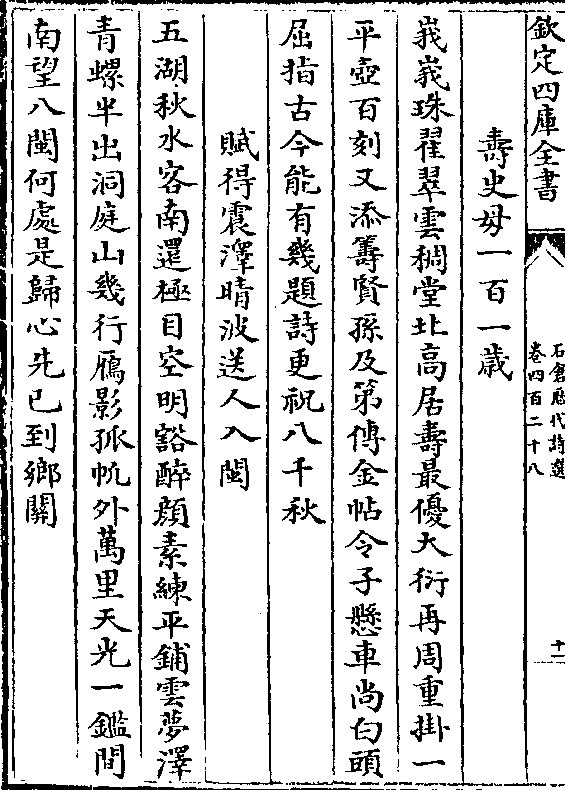 欽定四庫全書
石倉歷代詩選
卷四百二十八
十一
壽史母一百一歲
峩峩珠翟翠雲稠堂北高居壽最優大衍再周重掛一
平壺百刻又添籌賢孫及第傳金帖令子懸車尚白頭
屈指古今能有幾題詩更祝八千秋
賦得震澤晴波送人入閩
五湖秋水客南還極目空明豁醉顔素練平鋪雲夢澤
青螺半出洞庭山幾行鴈影孤帆外萬里天光一鑑間
南望八閩何處是歸心先已到鄉關